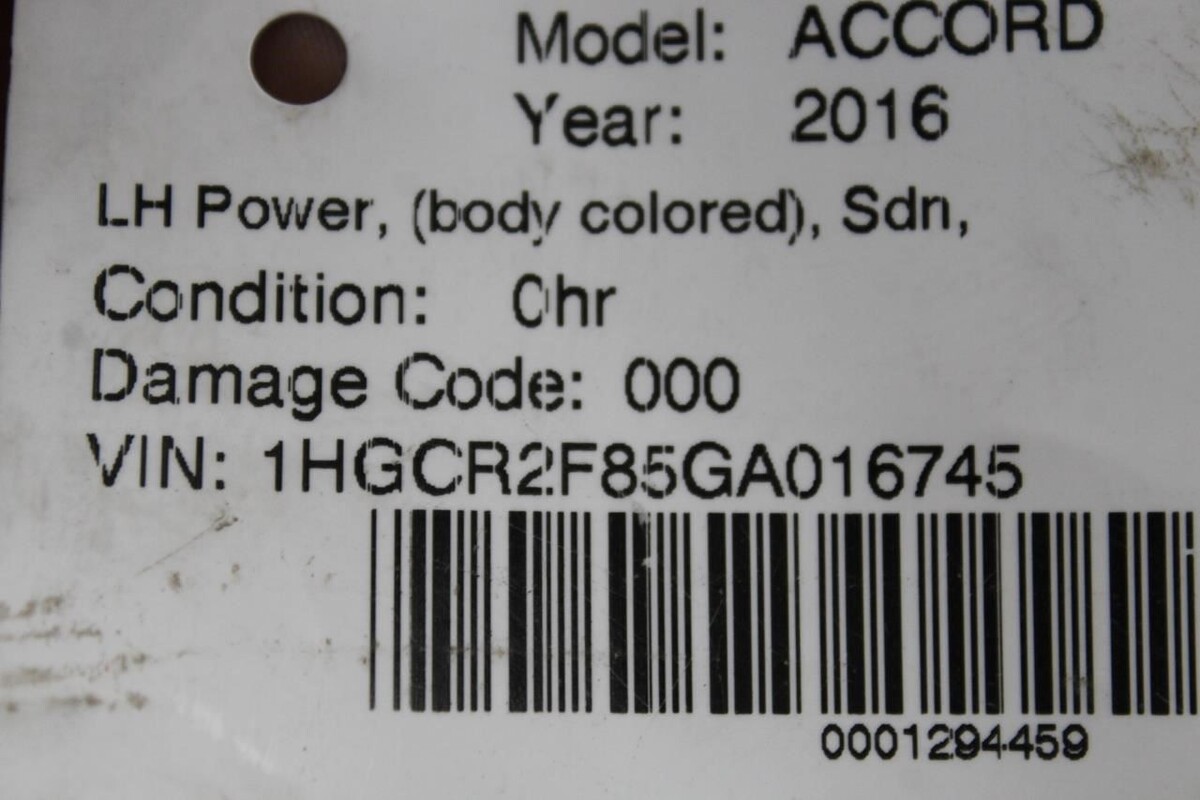 Model: ACCORD
Year: 2016
LH Power, (body colored), Sdn,
Condition: 0hr
Damage Code: 000
VIN: 1HGCR2F85GA016745
0001294459